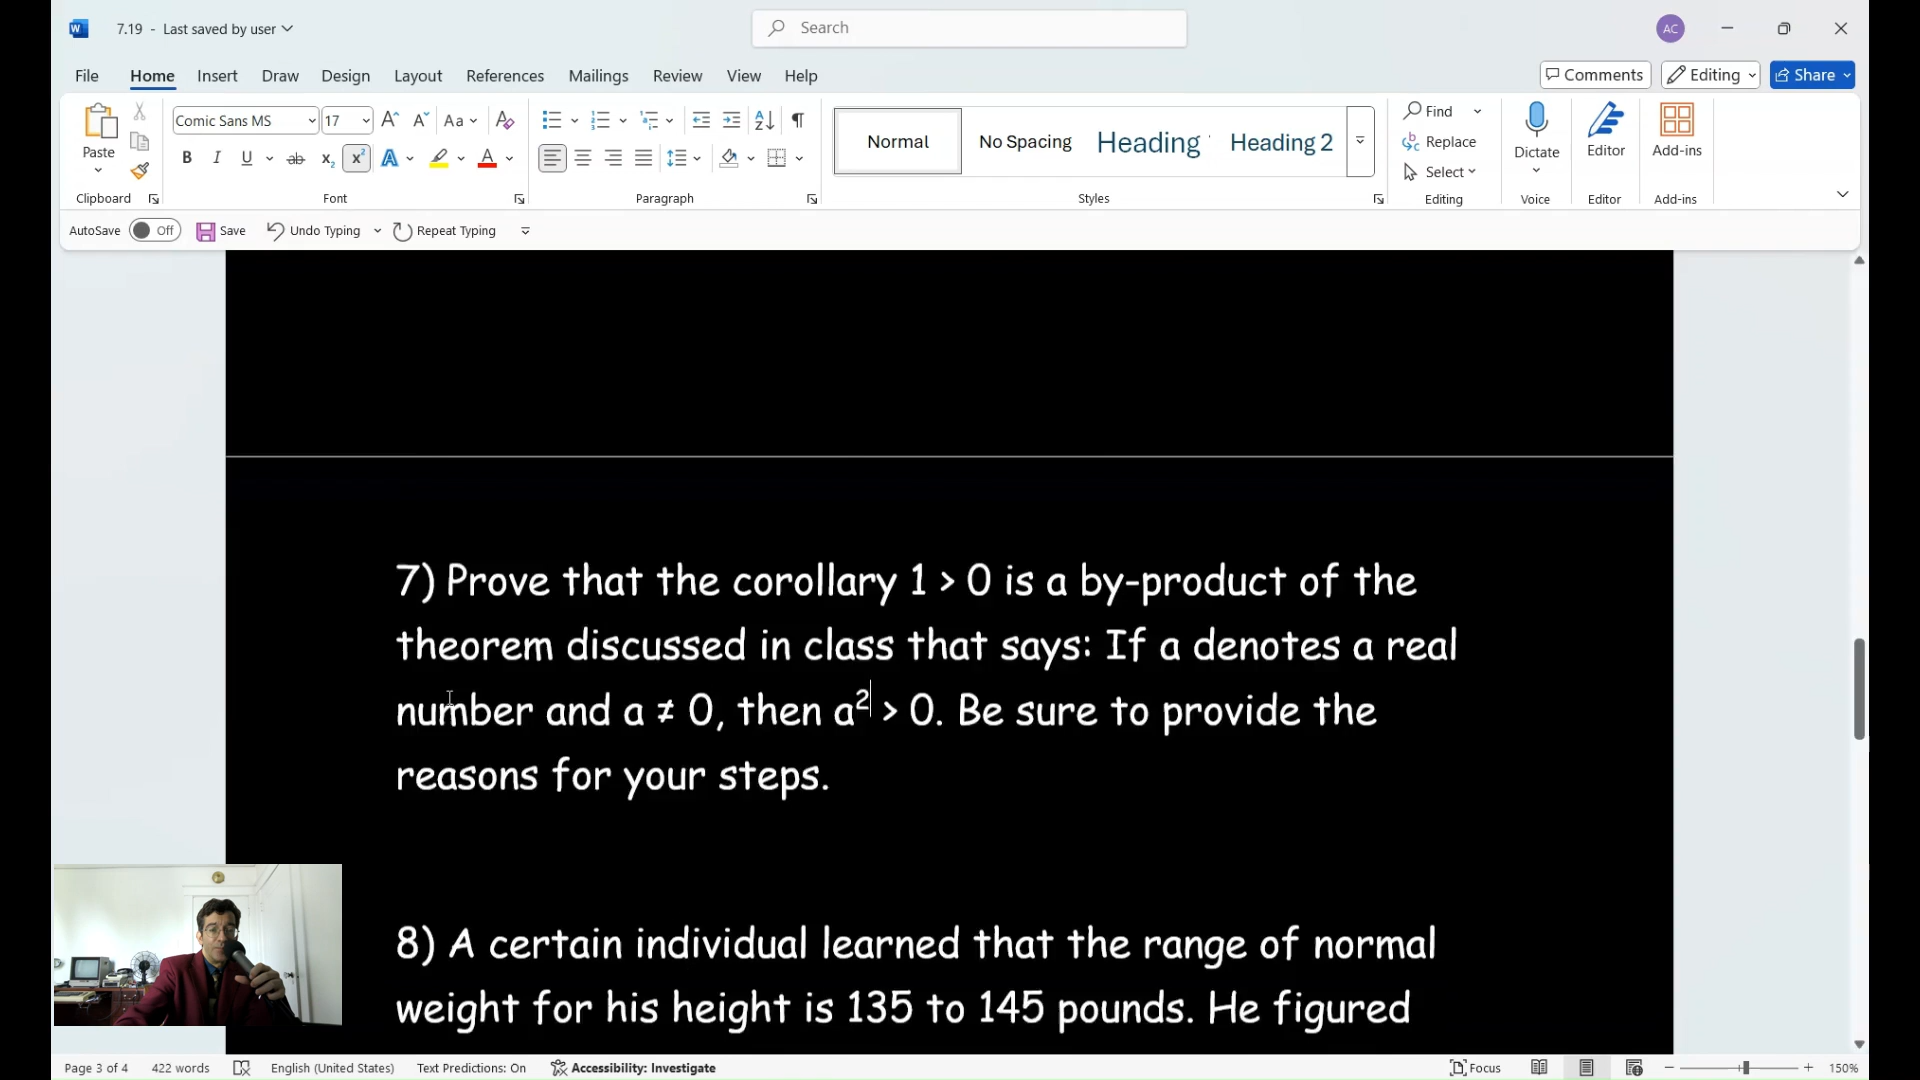 7.19 - Last saved by user
Search
AC
File Home Insert Draw Design Layout References Mailings Review View Help
Comments Editing Share
Paste
Comic Sans MS 17 Aa
Normal No Spacing Heading Heading 2
Find
Replace
Select
Dictate Editor Add-ins
Clipboard Font Paragraph Styles Editing Voice Editor Add-ins
AutoSave Off Save Undo Typing Repeat Typing
7) Prove that the corollary 1 > 0 is a by-product of the
theorem discussed in class that says: If a denotes a real
number and a ≠ 0, then a² > 0. Be sure to provide the
reasons for your steps.
8) A certain individual learned that the range of normal
weight for his height is 135 to 145 pounds. He figured
Page 3 of 4 422 words English (United States) Text Predictions: On Accessibility: Investigate Focus 150%